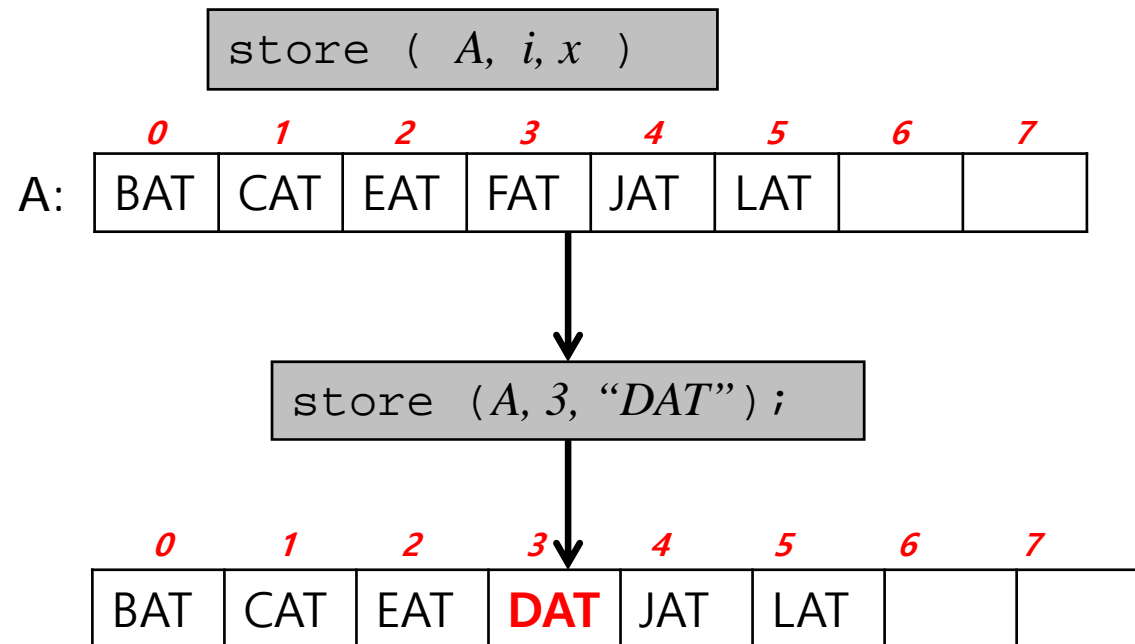 store ( A, i, x )
0 1 2 3 4 5 6 7
A: BAT CAT EAT FAT JAT LAT
store (A, 3, “DAT”);
0 1 2 3 4 5 6 7
BAT CAT EAT DAT JAT LAT